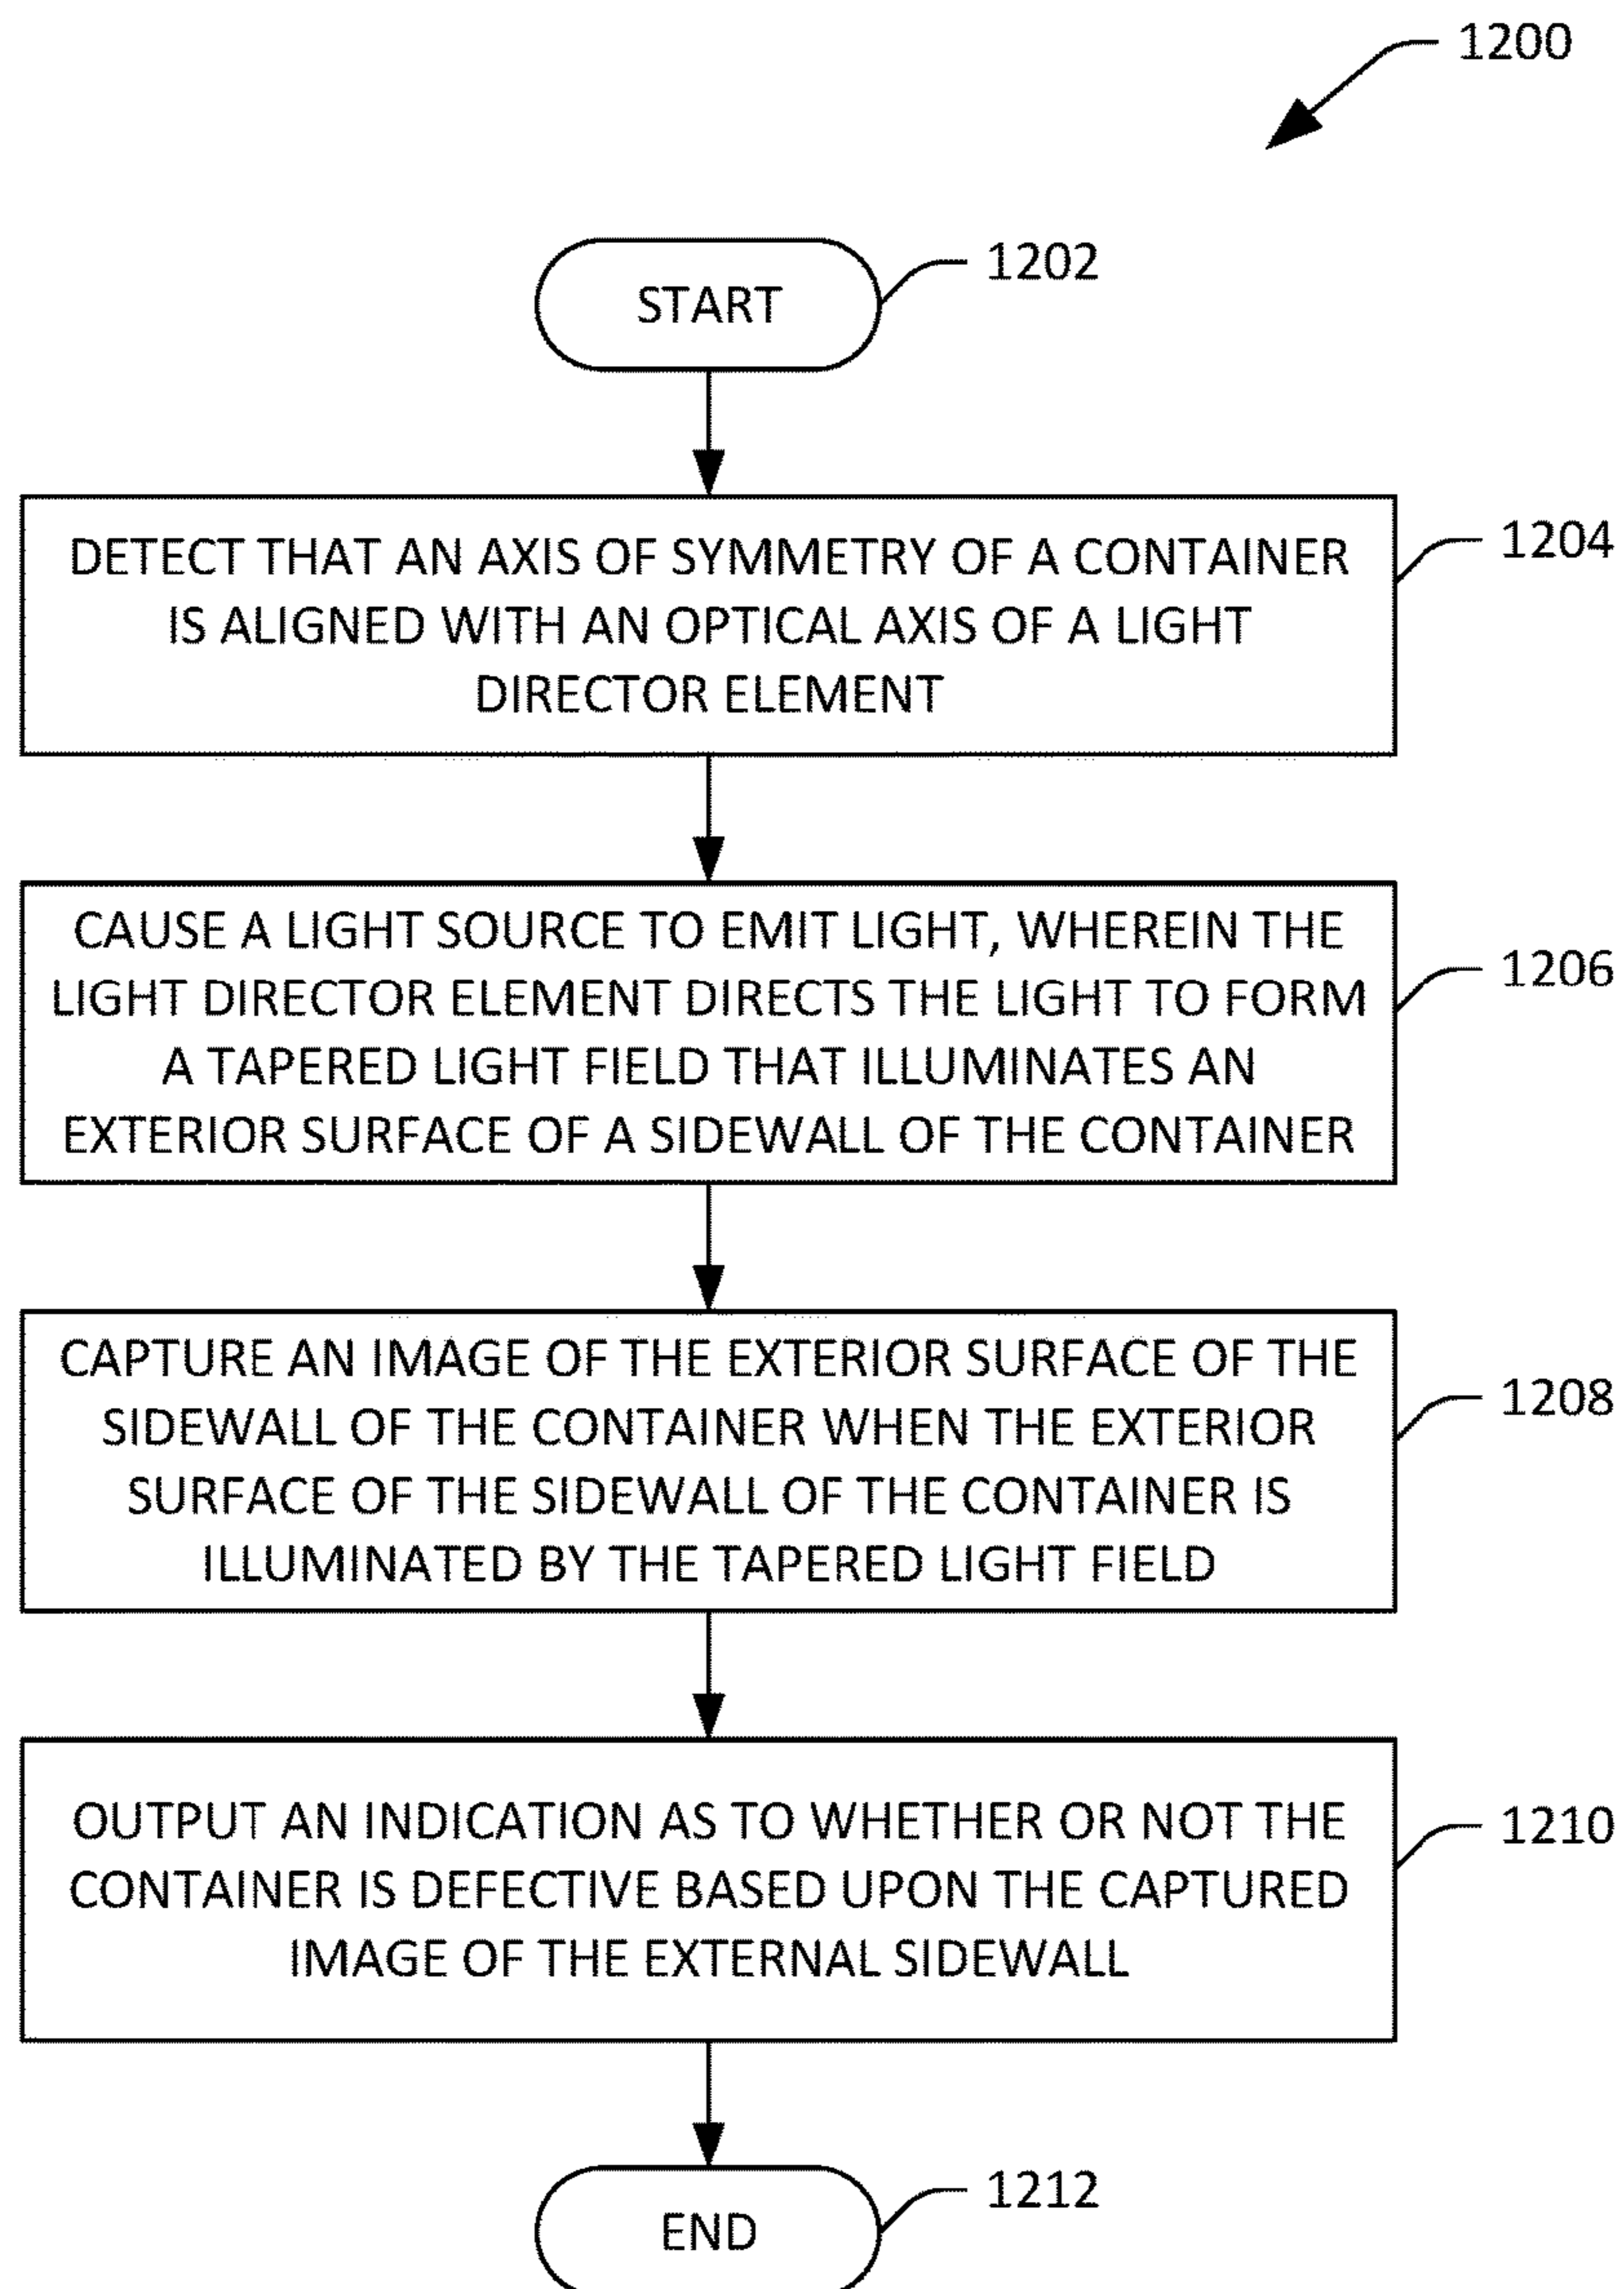 1200
START
1202
DETECT THAT AN AXIS OF SYMMETRY OF A CONTAINER
IS ALIGNED WITH AN OPTICAL AXIS OF A LIGHT
DIRECTOR ELEMENT
1204
CAUSE A LIGHT SOURCE TO EMIT LIGHT, WHEREIN THE
LIGHT DIRECTOR ELEMENT DIRECTS THE LIGHT TO FORM
A TAPERED LIGHT FIELD THAT ILLUMINATES AN
EXTERIOR SURFACE OF A SIDEWALL OF THE CONTAINER
1206
CAPTURE AN IMAGE OF THE EXTERIOR SURFACE OF THE
SIDEWALL OF THE CONTAINER WHEN THE EXTERIOR
SURFACE OF THE SIDEWALL OF THE CONTAINER IS
ILLUMINATED BY THE TAPERED LIGHT FIELD
1208
OUTPUT AN INDICATION AS TO WHETHER OR NOT THE
CONTAINER IS DEFECTIVE BASED UPON THE CAPTURED
IMAGE OF THE EXTERNAL SIDEWALL
1210
END
1212